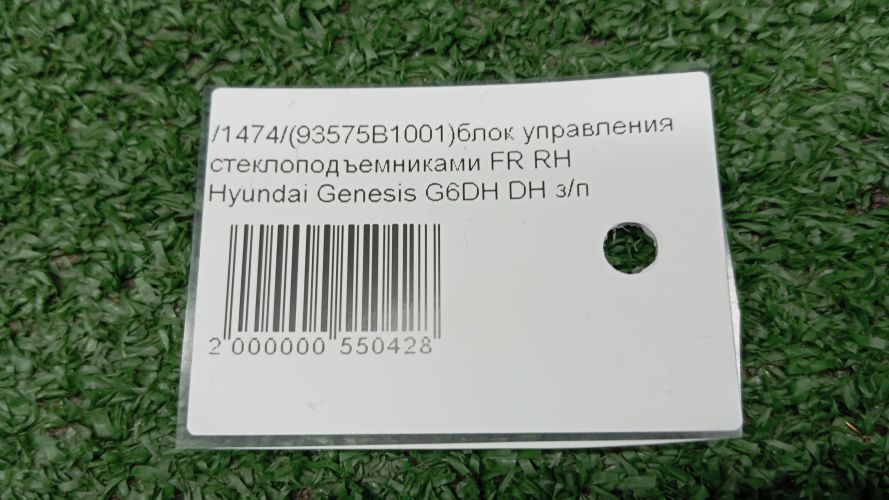 /1474/(93575B1001)блок управления
стеклоподъемниками FR RH
Hyundai Genesis G6DH DH з/п
2 000000 550428